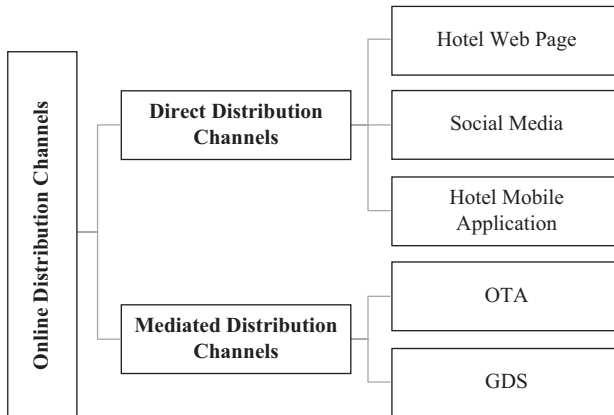 Online Distribution Channels
Direct Distribution
Channels
Hotel Web Page
Social Media
Hotel Mobile
Application
Mediated Distribution
Channels
OTA
GDS